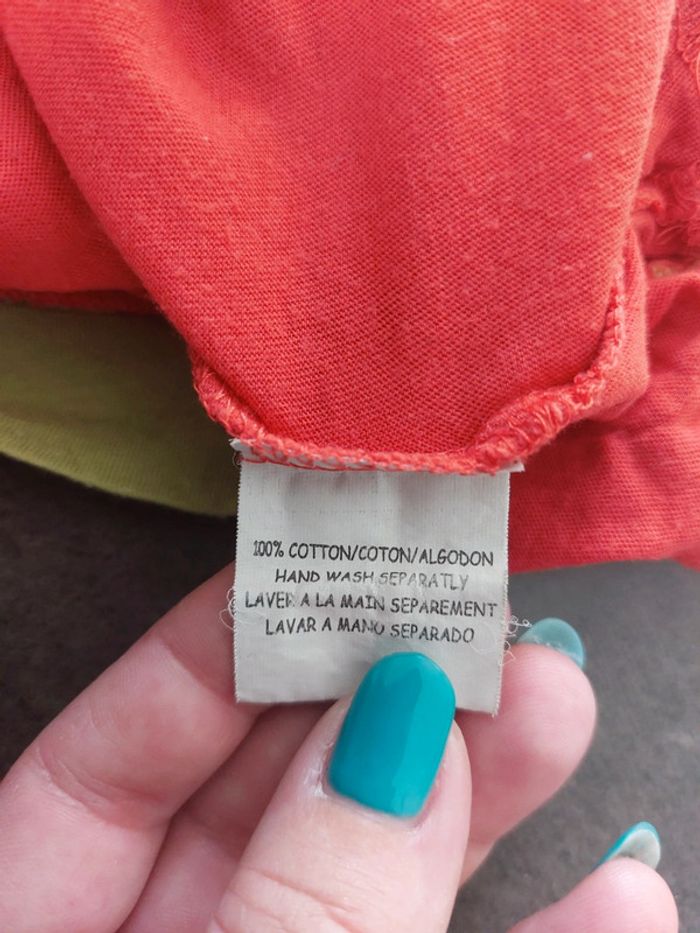 100% COTTON/COTON/ALGODON
HAND WASH SEPARATLY
LAVER A LA MAIN SEPAREMENT
LAVAR A MANO SEPARADO